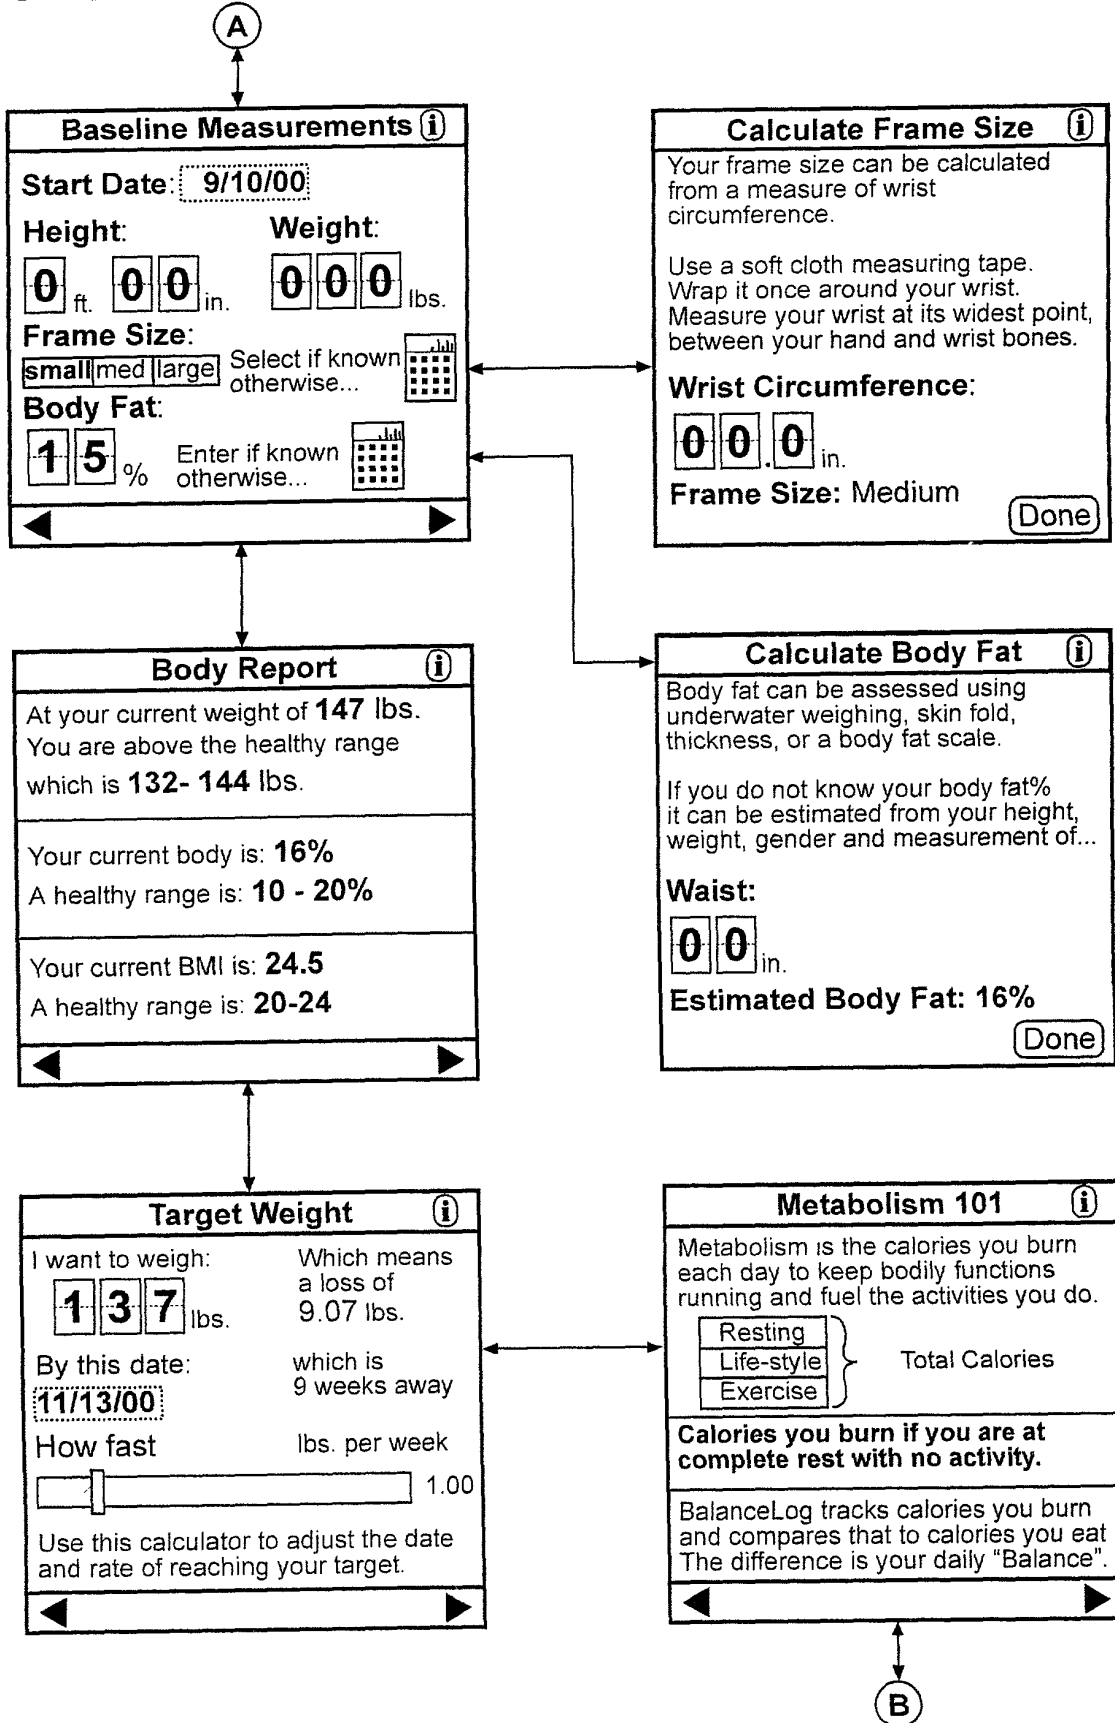 A
Baseline Measurements i
Start Date: 9/10/00
Height: Weight:
0 ft. 0 0 in. 0 0 0 lbs.
Frame Size:
small med large Select if known
otherwise...
Body Fat:
1 5 % Enter if known
otherwise...
Calculate Frame Size i
Your frame size can be calculated
from a measure of wrist
circumference.
Use a soft cloth measuring tape.
Wrap it once around your wrist.
Measure your wrist at its widest point,
between your hand and wrist bones.
Wrist Circumference:
0 0 . 0 in.
Frame Size: Medium
Done
Body Report i
At your current weight of 147 lbs.
You are above the healthy range
which is 132- 144 lbs.
Your current body is: 16%
A healthy range is: 10 - 20%
Your current BMI is: 24.5
A healthy range is: 20-24
Calculate Body Fat i
Body fat can be assessed using
underwater weighing, skin fold,
thickness, or a body fat scale.
If you do not know your body fat%
it can be estimated from your height,
weight, gender and measurement of...
Waist:
0 0 in.
Estimated Body Fat: 16%
Done
Target Weight i
I want to weigh:
1 3 7 lbs.
Which means
a loss of
9.07 lbs.
By this date:
11/13/00
which is
9 weeks away
How fast lbs. per week
1.00
Use this calculator to adjust the date
and rate of reaching your target.
Metabolism 101 i
Metabolism is the calories you burn
each day to keep bodily functions
running and fuel the activities you do.
Resting
Life-style
Exercise
Total Calories
Calories you burn if you are at
complete rest with no activity.
BalanceLog tracks calories you burn
and compares that to calories you eat
The difference is your daily "Balance".
B